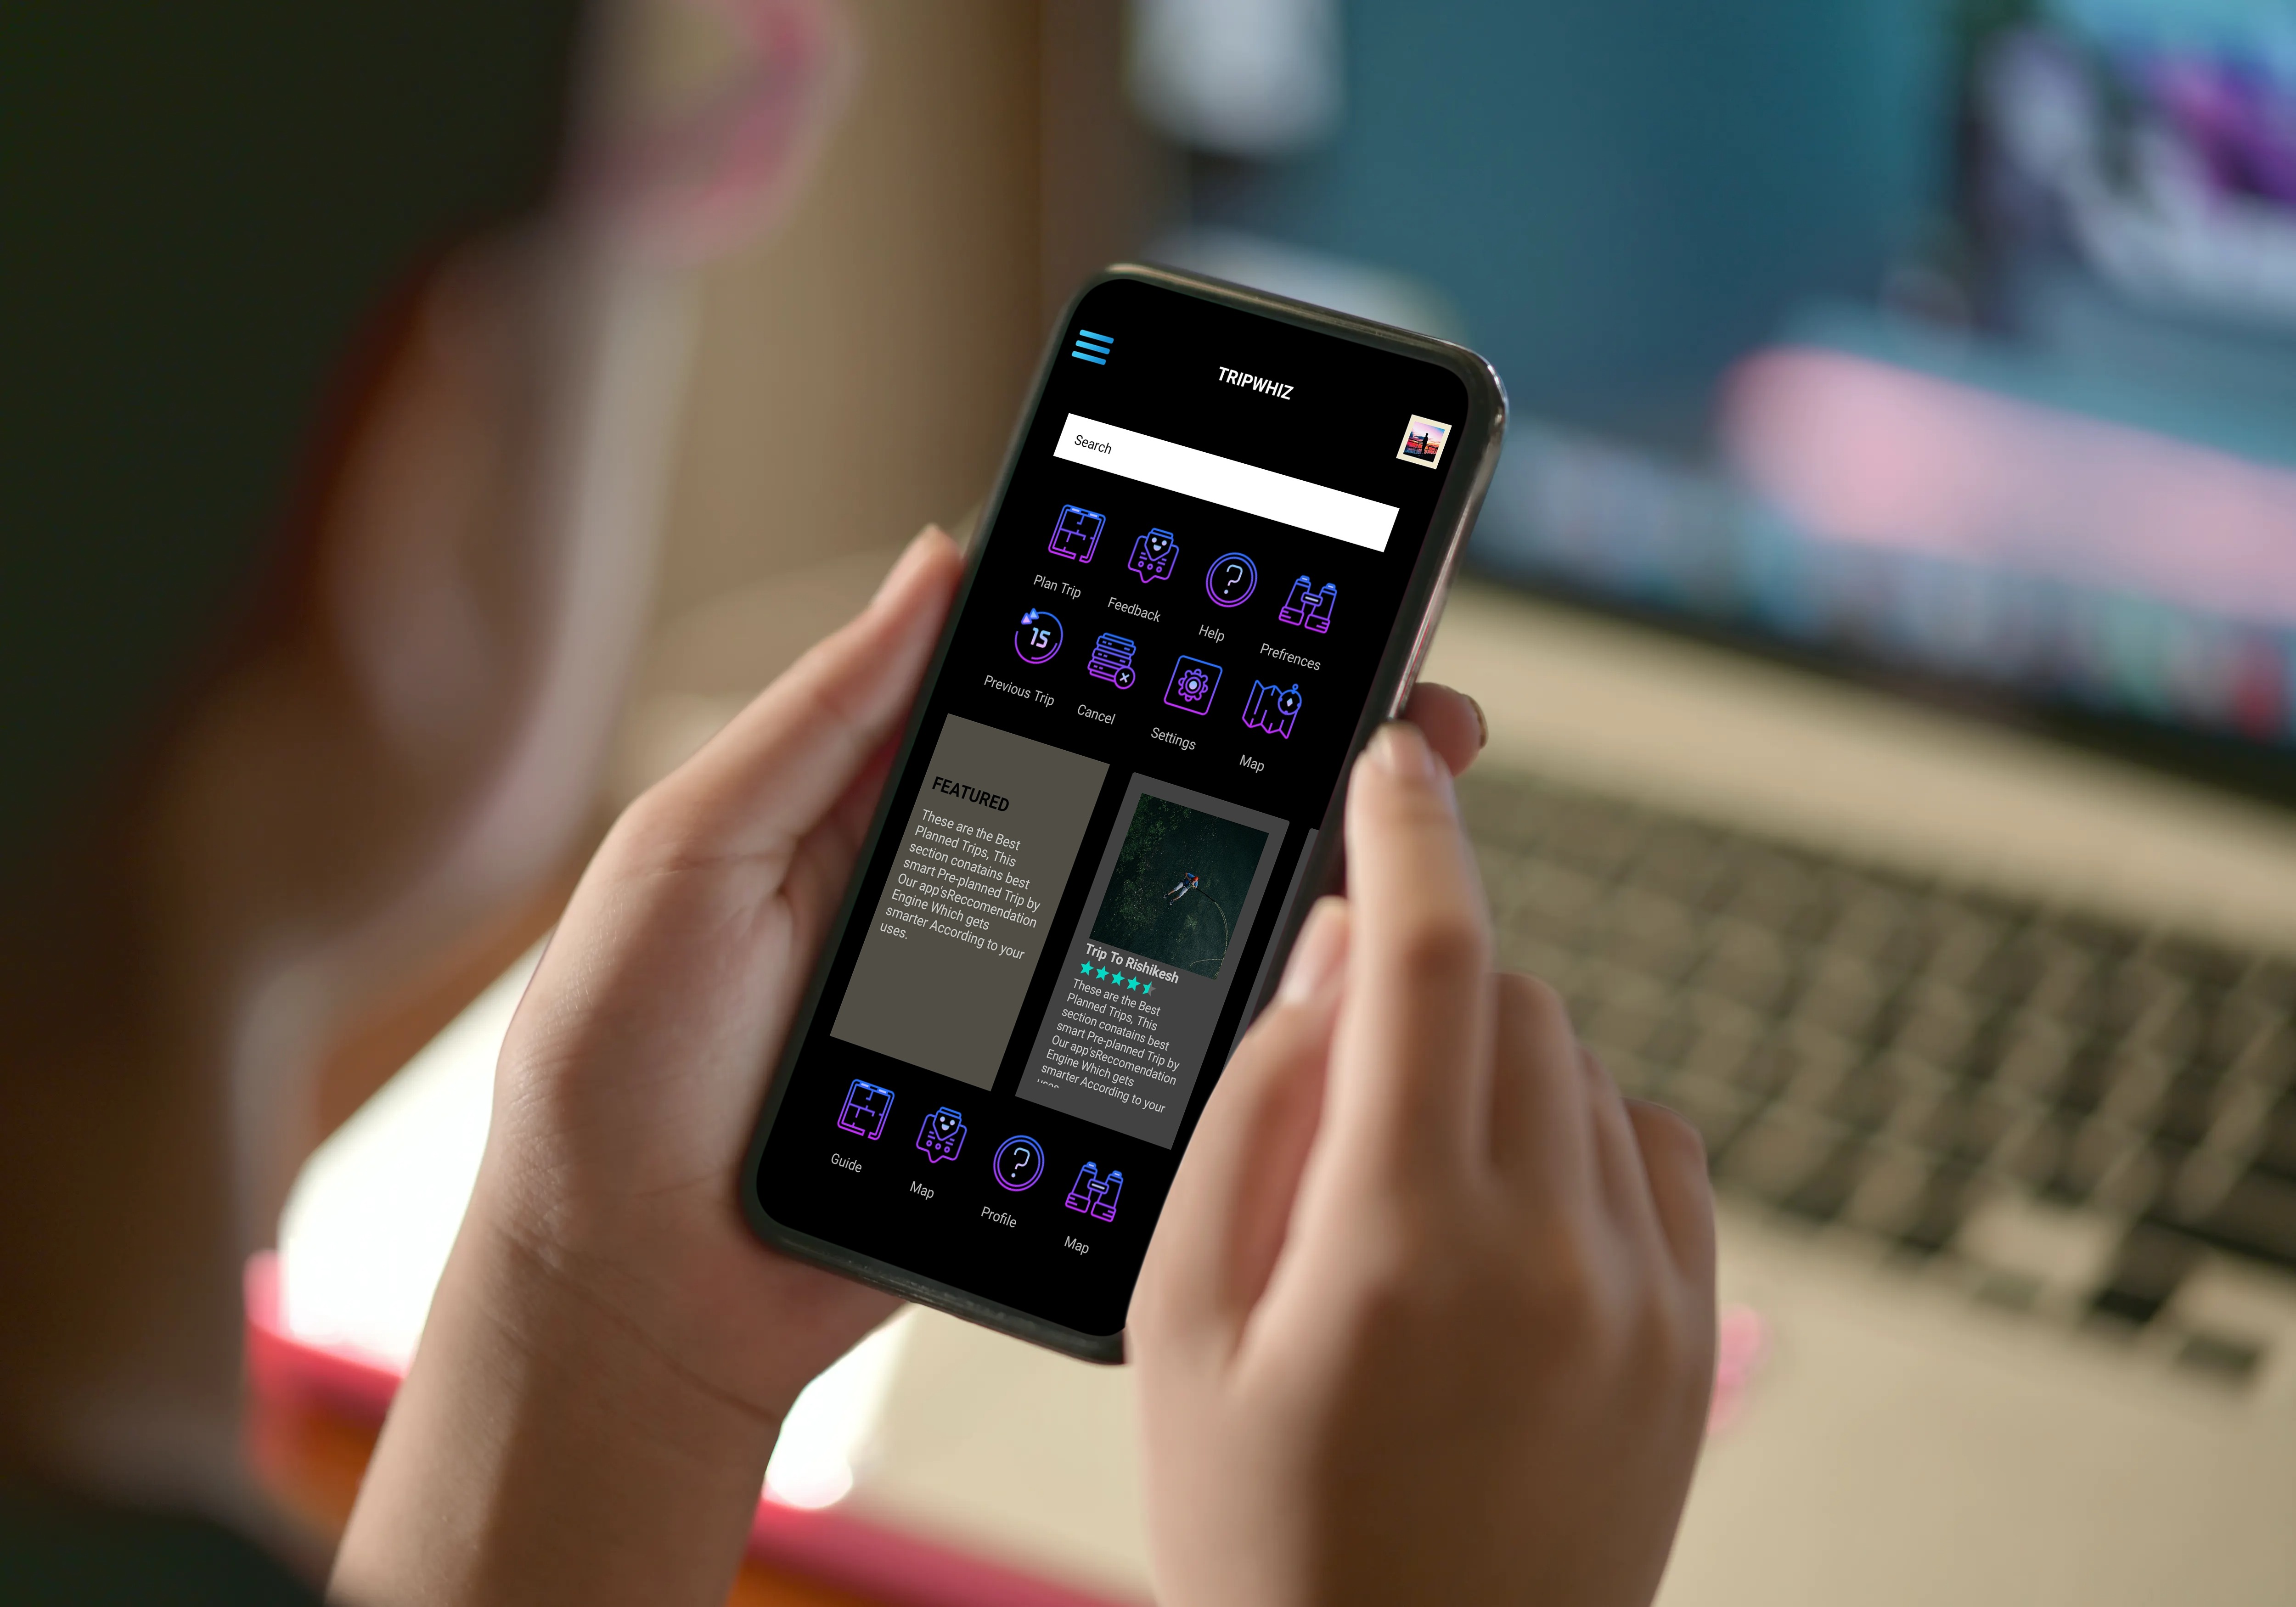 TRIPWHIZ
Search
Plan Trip
Feedback
Help
Prefrences
15
Previous Trip
Cancel
Settings
Map
FEATURED
These are the Best
Planned Trips, This
section conatains best
smart Pre-planned Trip by
Our app'sReccomendation
Engine Which gets
smarter According to your
uses.
Trip To Rishikesh
These are the Best
Planned Trips, This
section conatains best
smart Pre-planned Trip by
Our app'sReccomendation
Engine Which gets
smarter According to your
Guide
Map
Profile
Map